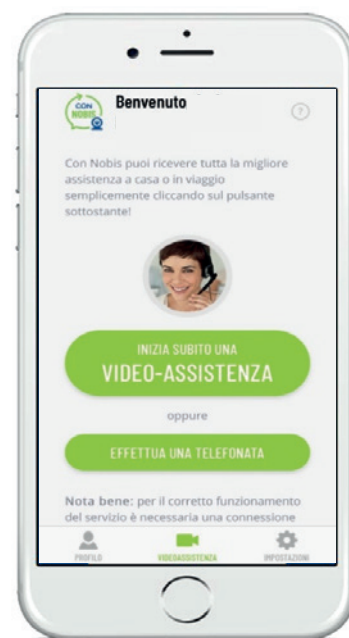 CON
NOBIS
Benvenuto
?
Con Nobis puoi ricevere tutta la migliore
assistenza a casa o in viaggio
semplicemente cliccando sul pulsante
sottostante!
INIZIA SUBITO UNA
VIDEO-ASSISTENZA
oppure
EFFETTUA UNA TELEFONATA
Nota bene: per il corretto funzionamento
del servizio è necessaria una connessione
PROFILO
VIDEOASSISTENZA
IMPOSTAZIONI